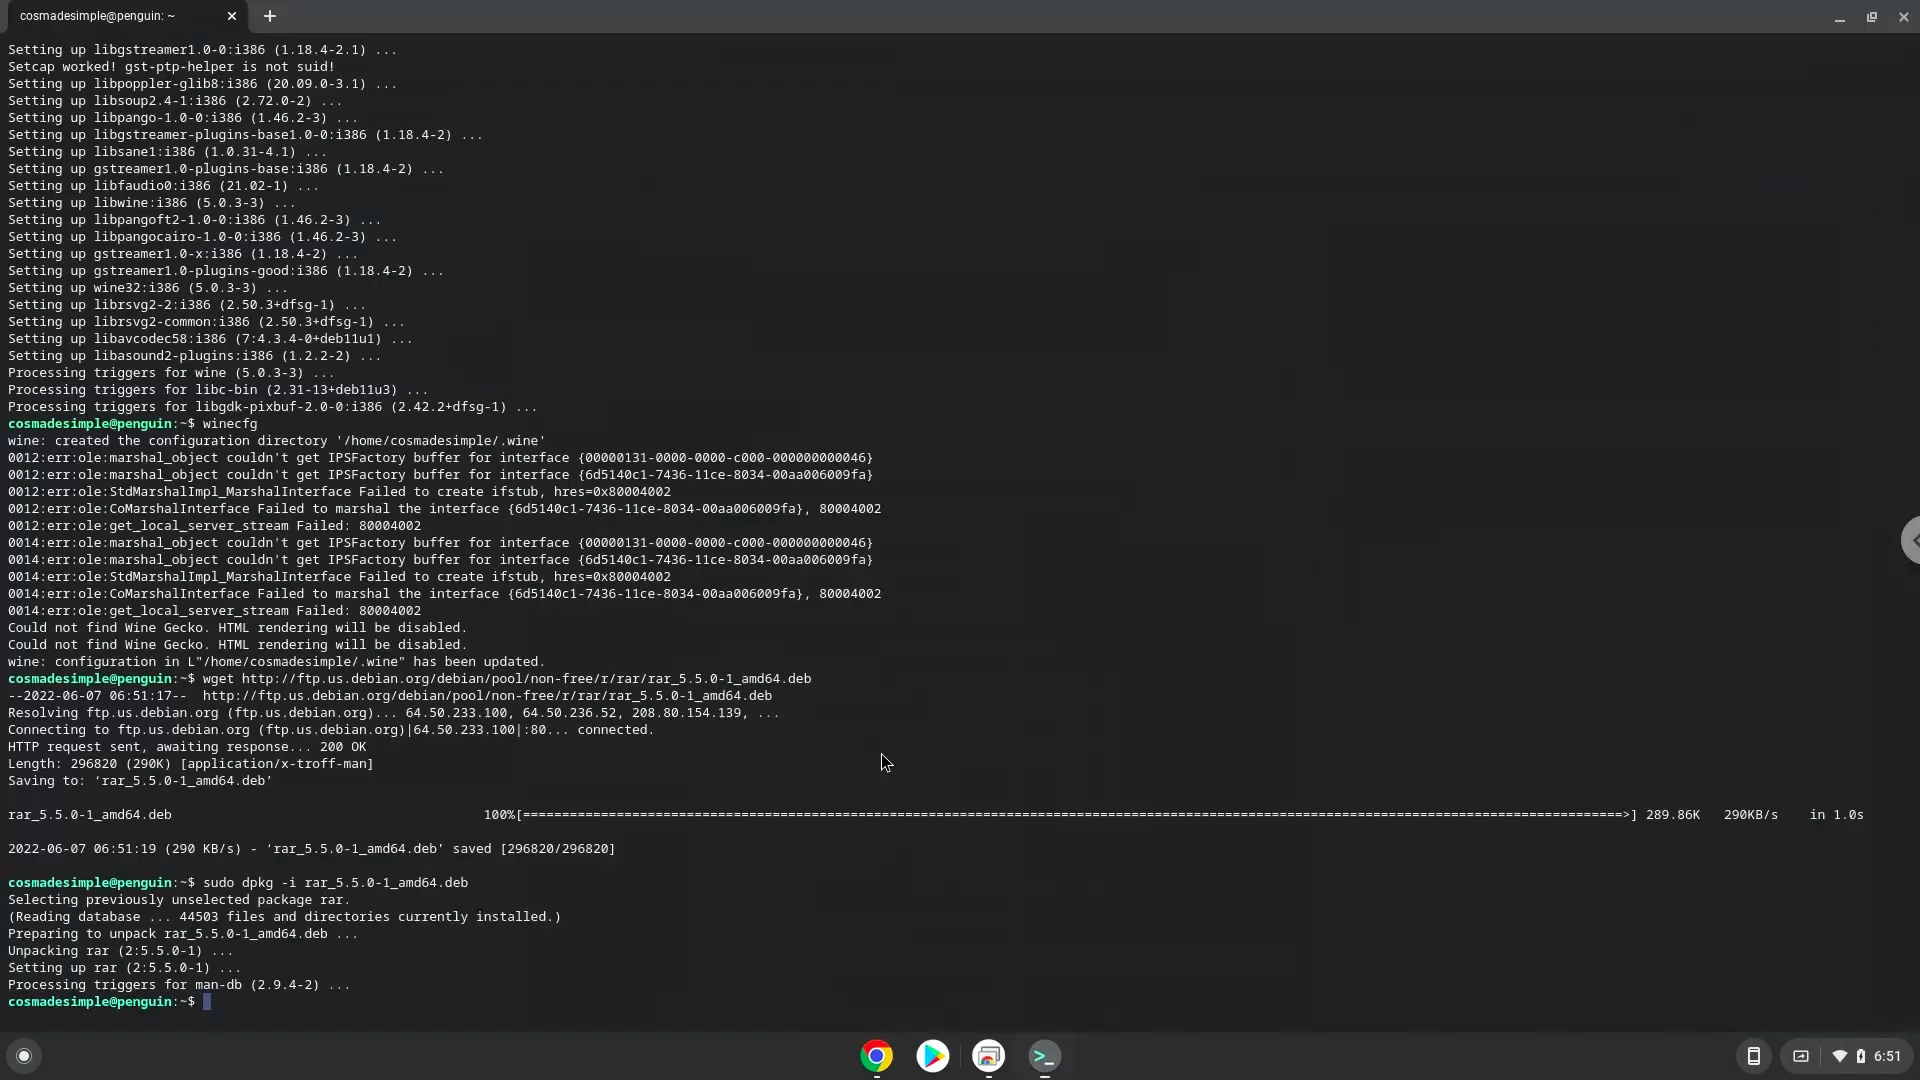 cosmadesimple@penguin: ~
Setting up libgstreamer1.0-0:i386 (1.18.4-2.1) ...
Setcap worked! gst-ptp-helper is not suid!
Setting up libpoppler-glib8:i386 (20.09.0-3.1) ...
Setting up libsoup2.4-1:i386 (2.72.0-2) ...
Setting up libpango-1.0-0:i386 (1.46.2-3) ...
Setting up libgstreamer-plugins-base1.0-0:i386 (1.18.4-2) ...
Setting up libsane1:i386 (1.0.31-4.1) ...
Setting up gstreamer1.0-plugins-base:i386 (1.18.4-2) ...
Setting up libfaudio0:i386 (21.02-1) ...
Setting up libwine:i386 (5.0.3-3) ...
Setting up libpangoft2-1.0-0:i386 (1.46.2-3) ...
Setting up libpangocairo-1.0-0:i386 (1.46.2-3) ...
Setting up gstreamer1.0-x:i386 (1.18.4-2) ...
Setting up gstreamer1.0-plugins-good:i386 (1.18.4-2) ...
Setting up wine32:i386 (5.0.3-3) ...
Setting up librsvg2-2:i386 (2.50.3+dfsg-1) ...
Setting up librsvg2-common:i386 (2.50.3+dfsg-1) ...
Setting up libavcodec58:i386 (7:4.3.4-0+deb11u1) ...
Setting up libasound2-plugins:i386 (1.2.2-2) ...
Processing triggers for wine (5.0.3-3) ...
Processing triggers for libc-bin (2.31-13+deb11u3) ...
Processing triggers for libgdk-pixbuf-2.0-0:i386 (2.42.2+dfsg-1) ...
cosmadesimple@penguin:~$ winecfg
wine: created the configuration directory '/home/cosmadesimple/.wine'
0012:err:ole:marshal_object couldn't get IPSFactory buffer for interface {00000131-0000-0000-c000-000000000046}
0012:err:ole:marshal_object couldn't get IPSFactory buffer for interface {6d5140c1-7436-11ce-8034-00aa006009fa}
0012:err:ole:StdMarshalImpl_MarshalInterface Failed to create ifstub, hres=0x80004002
0012:err:ole:CoMarshalInterface Failed to marshal the interface {6d5140c1-7436-11ce-8034-00aa006009fa}, 80004002
0012:err:ole:get_local_server_stream Failed: 80004002
0014:err:ole:marshal_object couldn't get IPSFactory buffer for interface {00000131-0000-0000-c000-000000000046}
0014:err:ole:marshal_object couldn't get IPSFactory buffer for interface {6d5140c1-7436-11ce-8034-00aa006009fa}
0014:err:ole:StdMarshalImpl_MarshalInterface Failed to create ifstub, hres=0x80004002
0014:err:ole:CoMarshalInterface Failed to marshal the interface {6d5140c1-7436-11ce-8034-00aa006009fa}, 80004002
0014:err:ole:get_local_server_stream Failed: 80004002
Could not find Wine Gecko. HTML rendering will be disabled.
Could not find Wine Gecko. HTML rendering will be disabled.
wine: configuration in L"/home/cosmadesimple/.wine" has been updated.
cosmadesimple@penguin:~$ wget http://ftp.us.debian.org/debian/pool/non-free/r/rar/rar_5.5.0-1_amd64.deb
--2022-06-07 06:51:17--  http://ftp.us.debian.org/debian/pool/non-free/r/rar/rar_5.5.0-1_amd64.deb
Resolving ftp.us.debian.org (ftp.us.debian.org)... 64.50.233.100, 64.50.236.52, 208.80.154.139, ...
Connecting to ftp.us.debian.org (ftp.us.debian.org)|64.50.233.100|:80... connected.
HTTP request sent, awaiting response... 200 OK
Length: 296820 (290K) [application/x-troff-man]
Saving to: ‘rar_5.5.0-1_amd64.deb’
rar_5.5.0-1_amd64.deb 100%[=============================================================================================================================================>] 289.86K 290KB/s in 1.0s
2022-06-07 06:51:19 (290 KB/s) - ‘rar_5.5.0-1_amd64.deb’ saved [296820/296820]
cosmadesimple@penguin:~$ sudo dpkg -i rar_5.5.0-1_amd64.deb
Selecting previously unselected package rar.
(Reading database ... 44503 files and directories currently installed.)
Preparing to unpack rar_5.5.0-1_amd64.deb ...
Unpacking rar (2:5.5.0-1) ...
Setting up rar (2:5.5.0-1) ...
Processing triggers for man-db (2.9.4-2) ...
cosmadesimple@penguin:~$
6:51